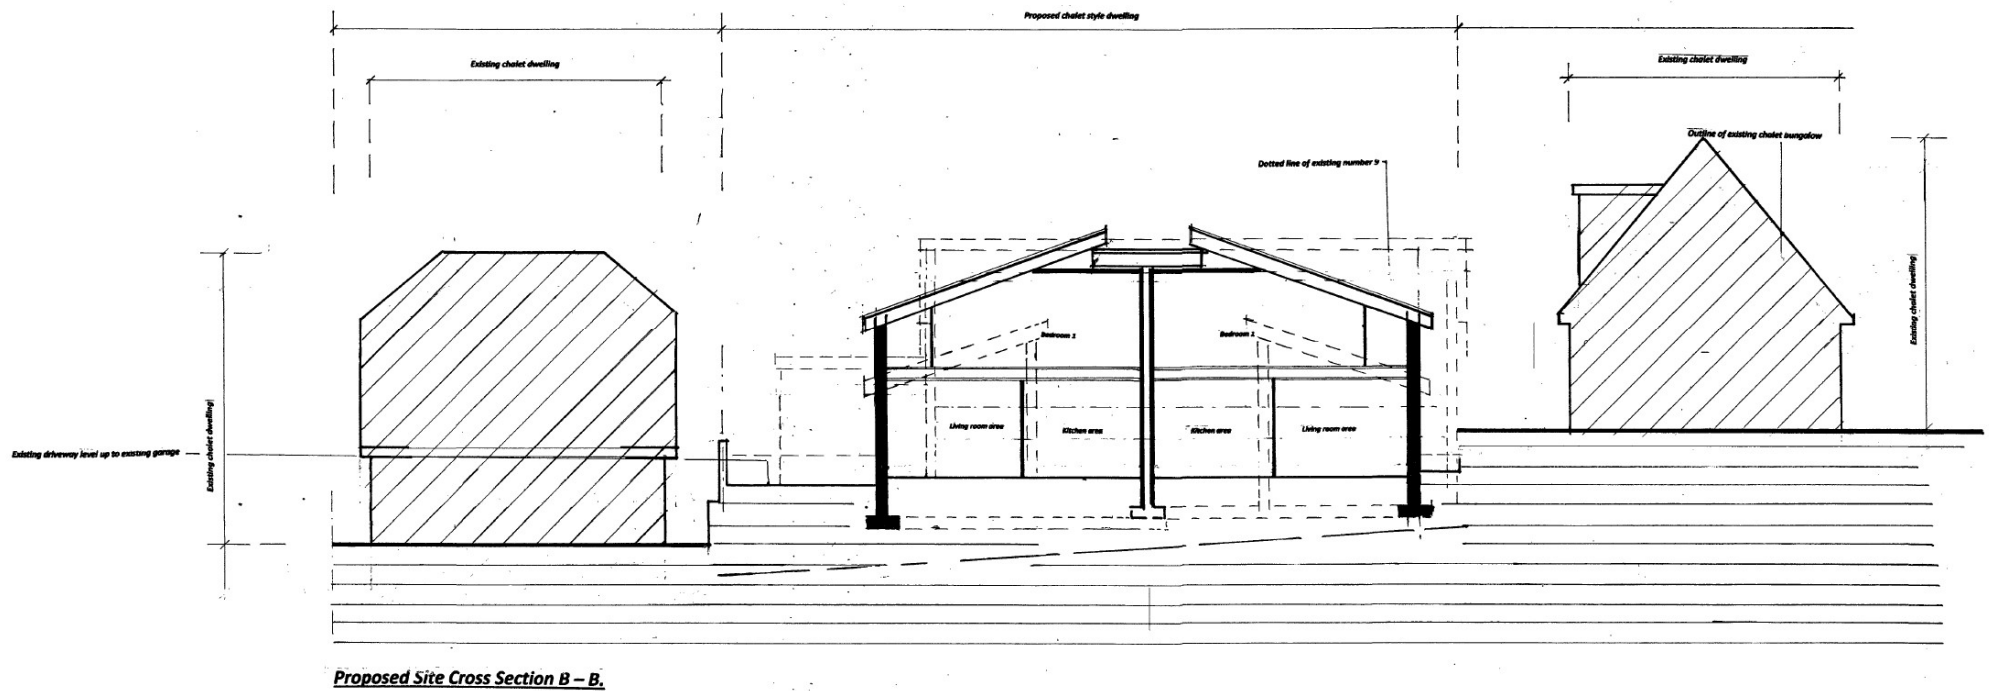 Proposed chalet style dwelling
Existing chalet dwelling
Existing chalet dwelling
Outline of existing chalet bungalow
Dotted line of existing number 9
Existing chalet dwelling
Bedroom 1
Bedroom 1
Existing chalet dwelling
Living room area
Kitchen area
Kitchen area
Living room area
Existing driveway level up to existing garage
Proposed Site Cross Section B – B.